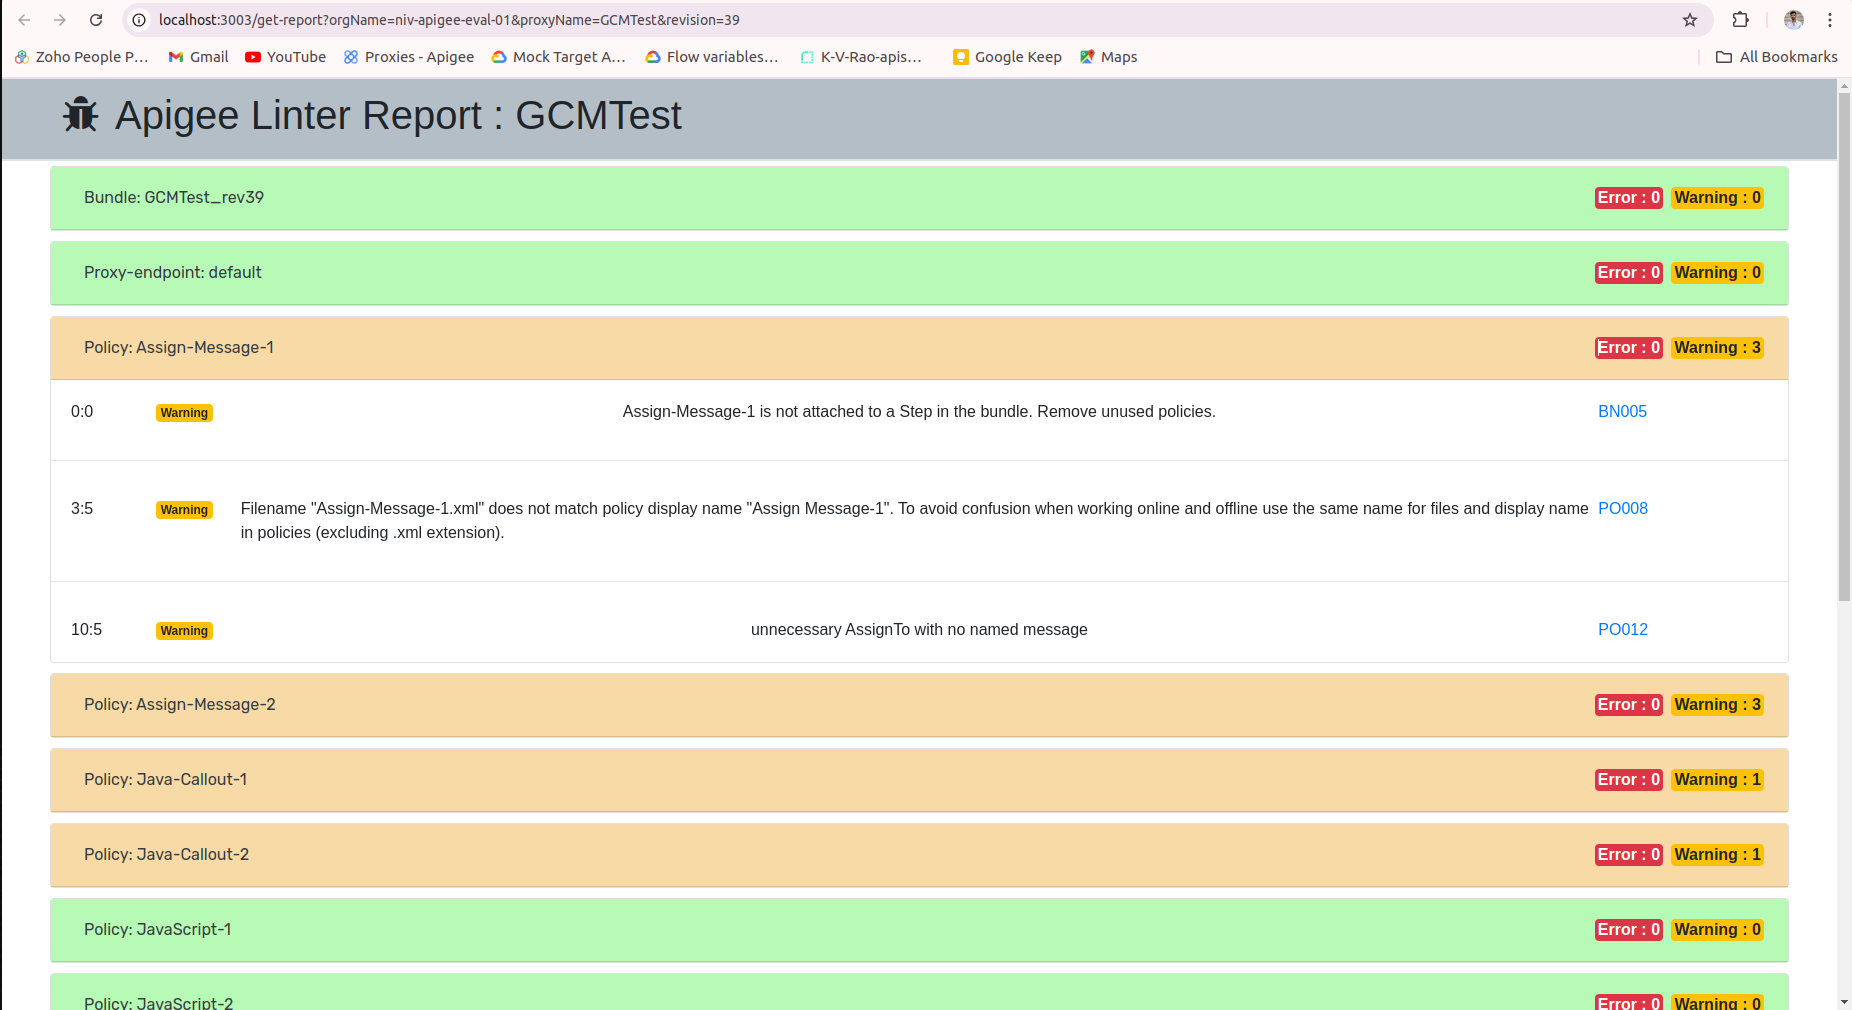 localhost:3003/get-report?orgName=niv-apigee-eval-01&proxyName=GCMTest&revision=39
Zoho People P... Gmail YouTube Proxies - Apigee Mock Target A... Flow variables... K-V-Rao-apis... Google Keep Maps All Bookmarks
Apigee Linter Report : GCMTest
Bundle: GCMTest_rev39 Error : 0 Warning : 0
Proxy-endpoint: default Error : 0 Warning : 0
Policy: Assign-Message-1 Error : 0 Warning : 3
0:0 Warning Assign-Message-1 is not attached to a Step in the bundle. Remove unused policies. BN005
3:5 Warning Filename "Assign-Message-1.xml" does not match policy display name "Assign Message-1". To avoid confusion when working online and offline use the same name for files and display name PO008
in policies (excluding .xml extension).
10:5 Warning unnecessary AssignTo with no named message PO012
Policy: Assign-Message-2 Error : 0 Warning : 3
Policy: Java-Callout-1 Error : 0 Warning : 1
Policy: Java-Callout-2 Error : 0 Warning : 1
Policy: JavaScript-1 Error : 0 Warning : 0
Policy: JavaScript-2 Error : 0 Warning : 0